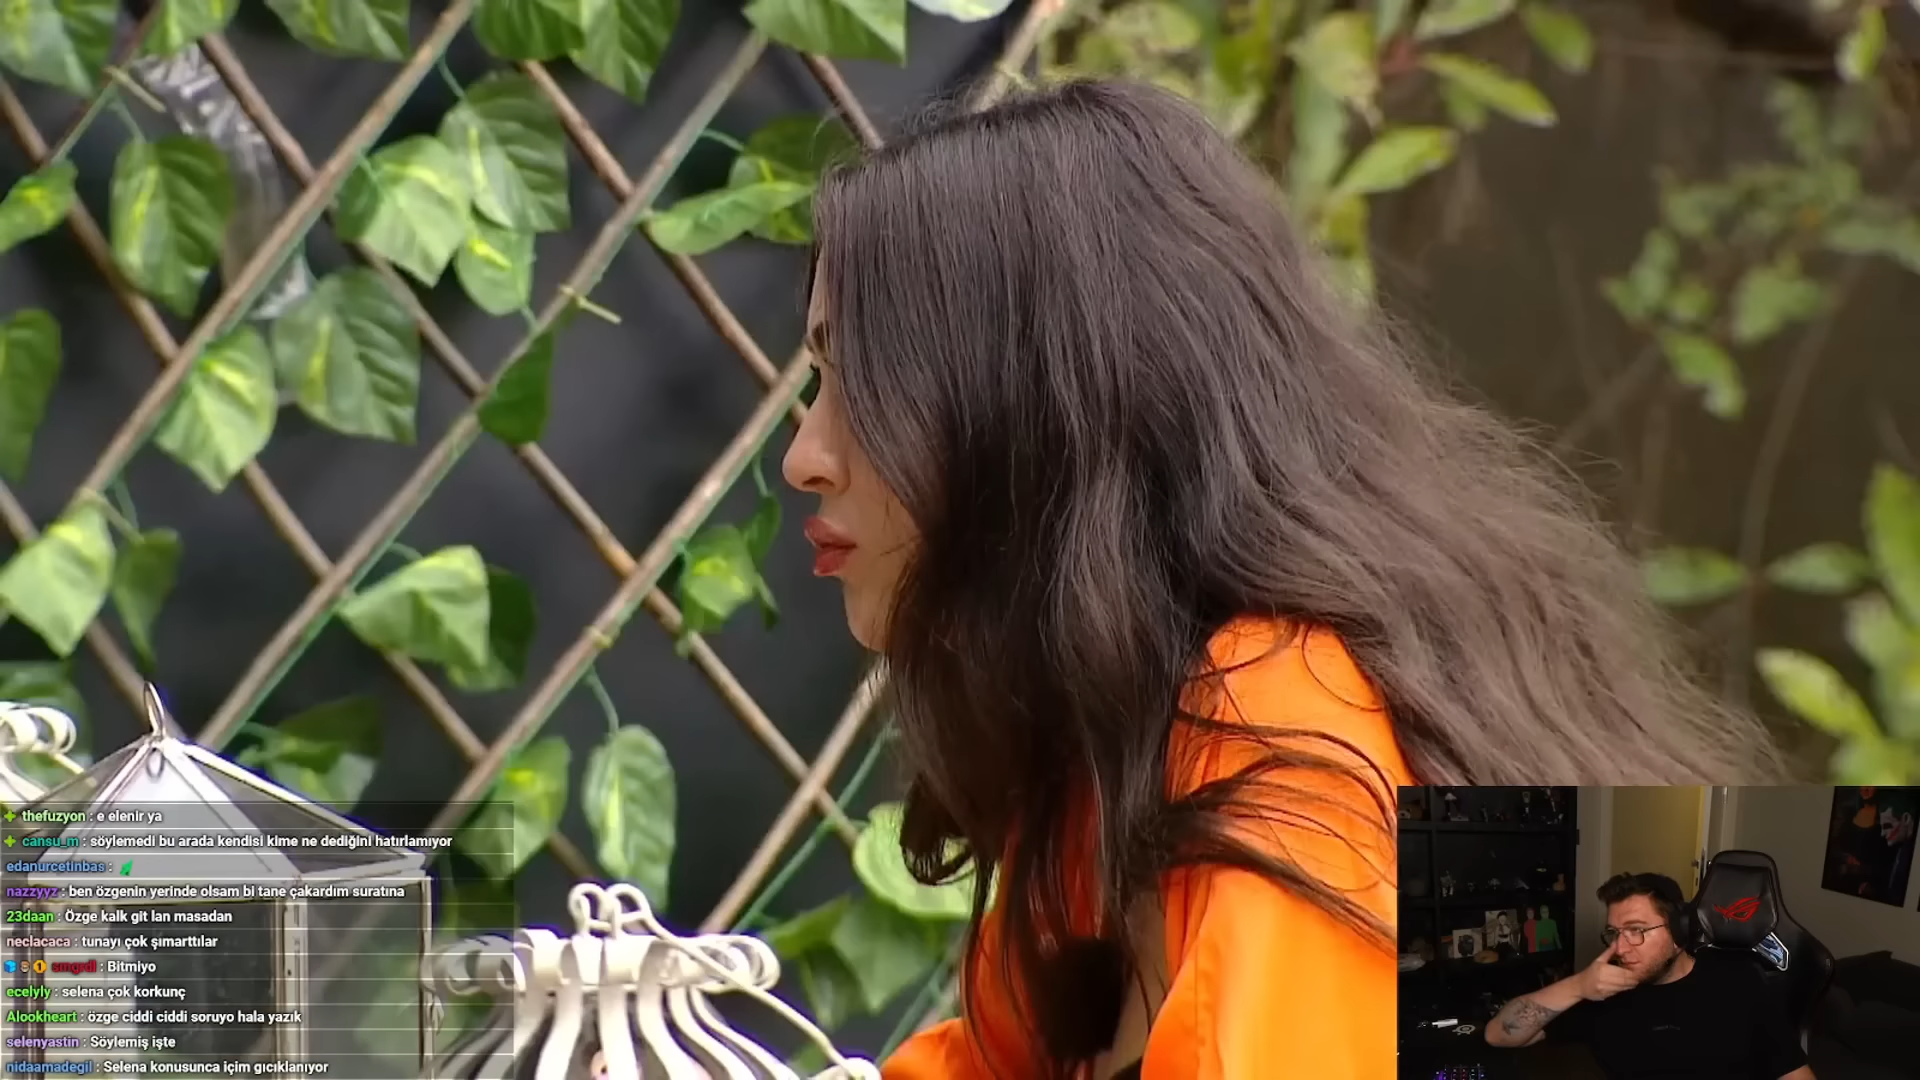 thefuzyon : e elenir ya
cansu_m : söylemedi bu arada kendisi kime ne dediğini hatırlamıyor
edanurcetinbas :
nazzyyz : ben özgenin yerinde olsam bi tane çakardım suratına
23daan : Özge kalk git lan masadan
neclacaca : tunayı çok şımarttılar
smgrdl : Bitmiyo
ecelyly : selena çok korkunç
Alookheart : özge ciddi ciddi soruyo hala yazık
selenyastin : Söylemiş işte
nidaamadegil : Selena konusunca içim gıcıklanıyor